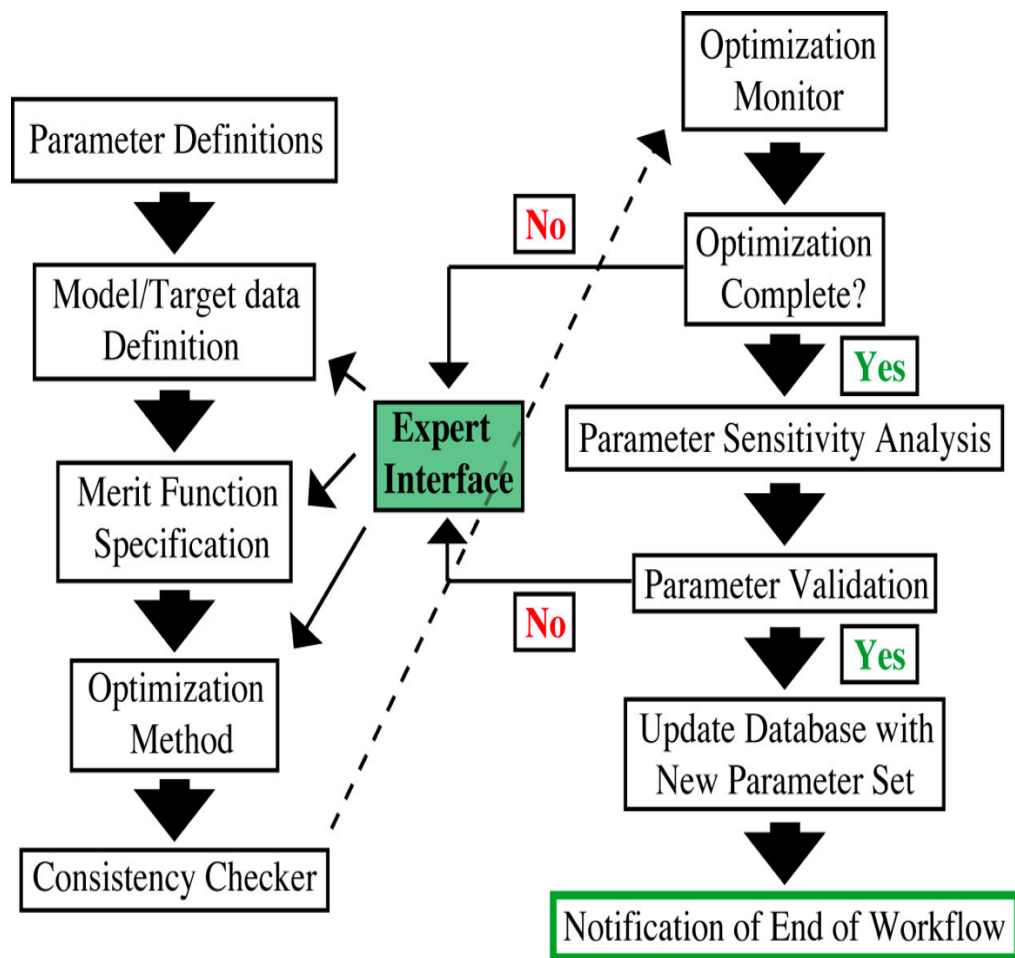 Parameter Definitions
Model/Target data
Definition
Merit Function
Specification
Optimization
Method
Consistency Checker
Expert
Interface
Optimization
Monitor
No
Optimization
Complete?
Yes
Parameter Sensitivity Analysis
Parameter Validation
No
Yes
Update Database with
New Parameter Set
Notification of End of Workflow